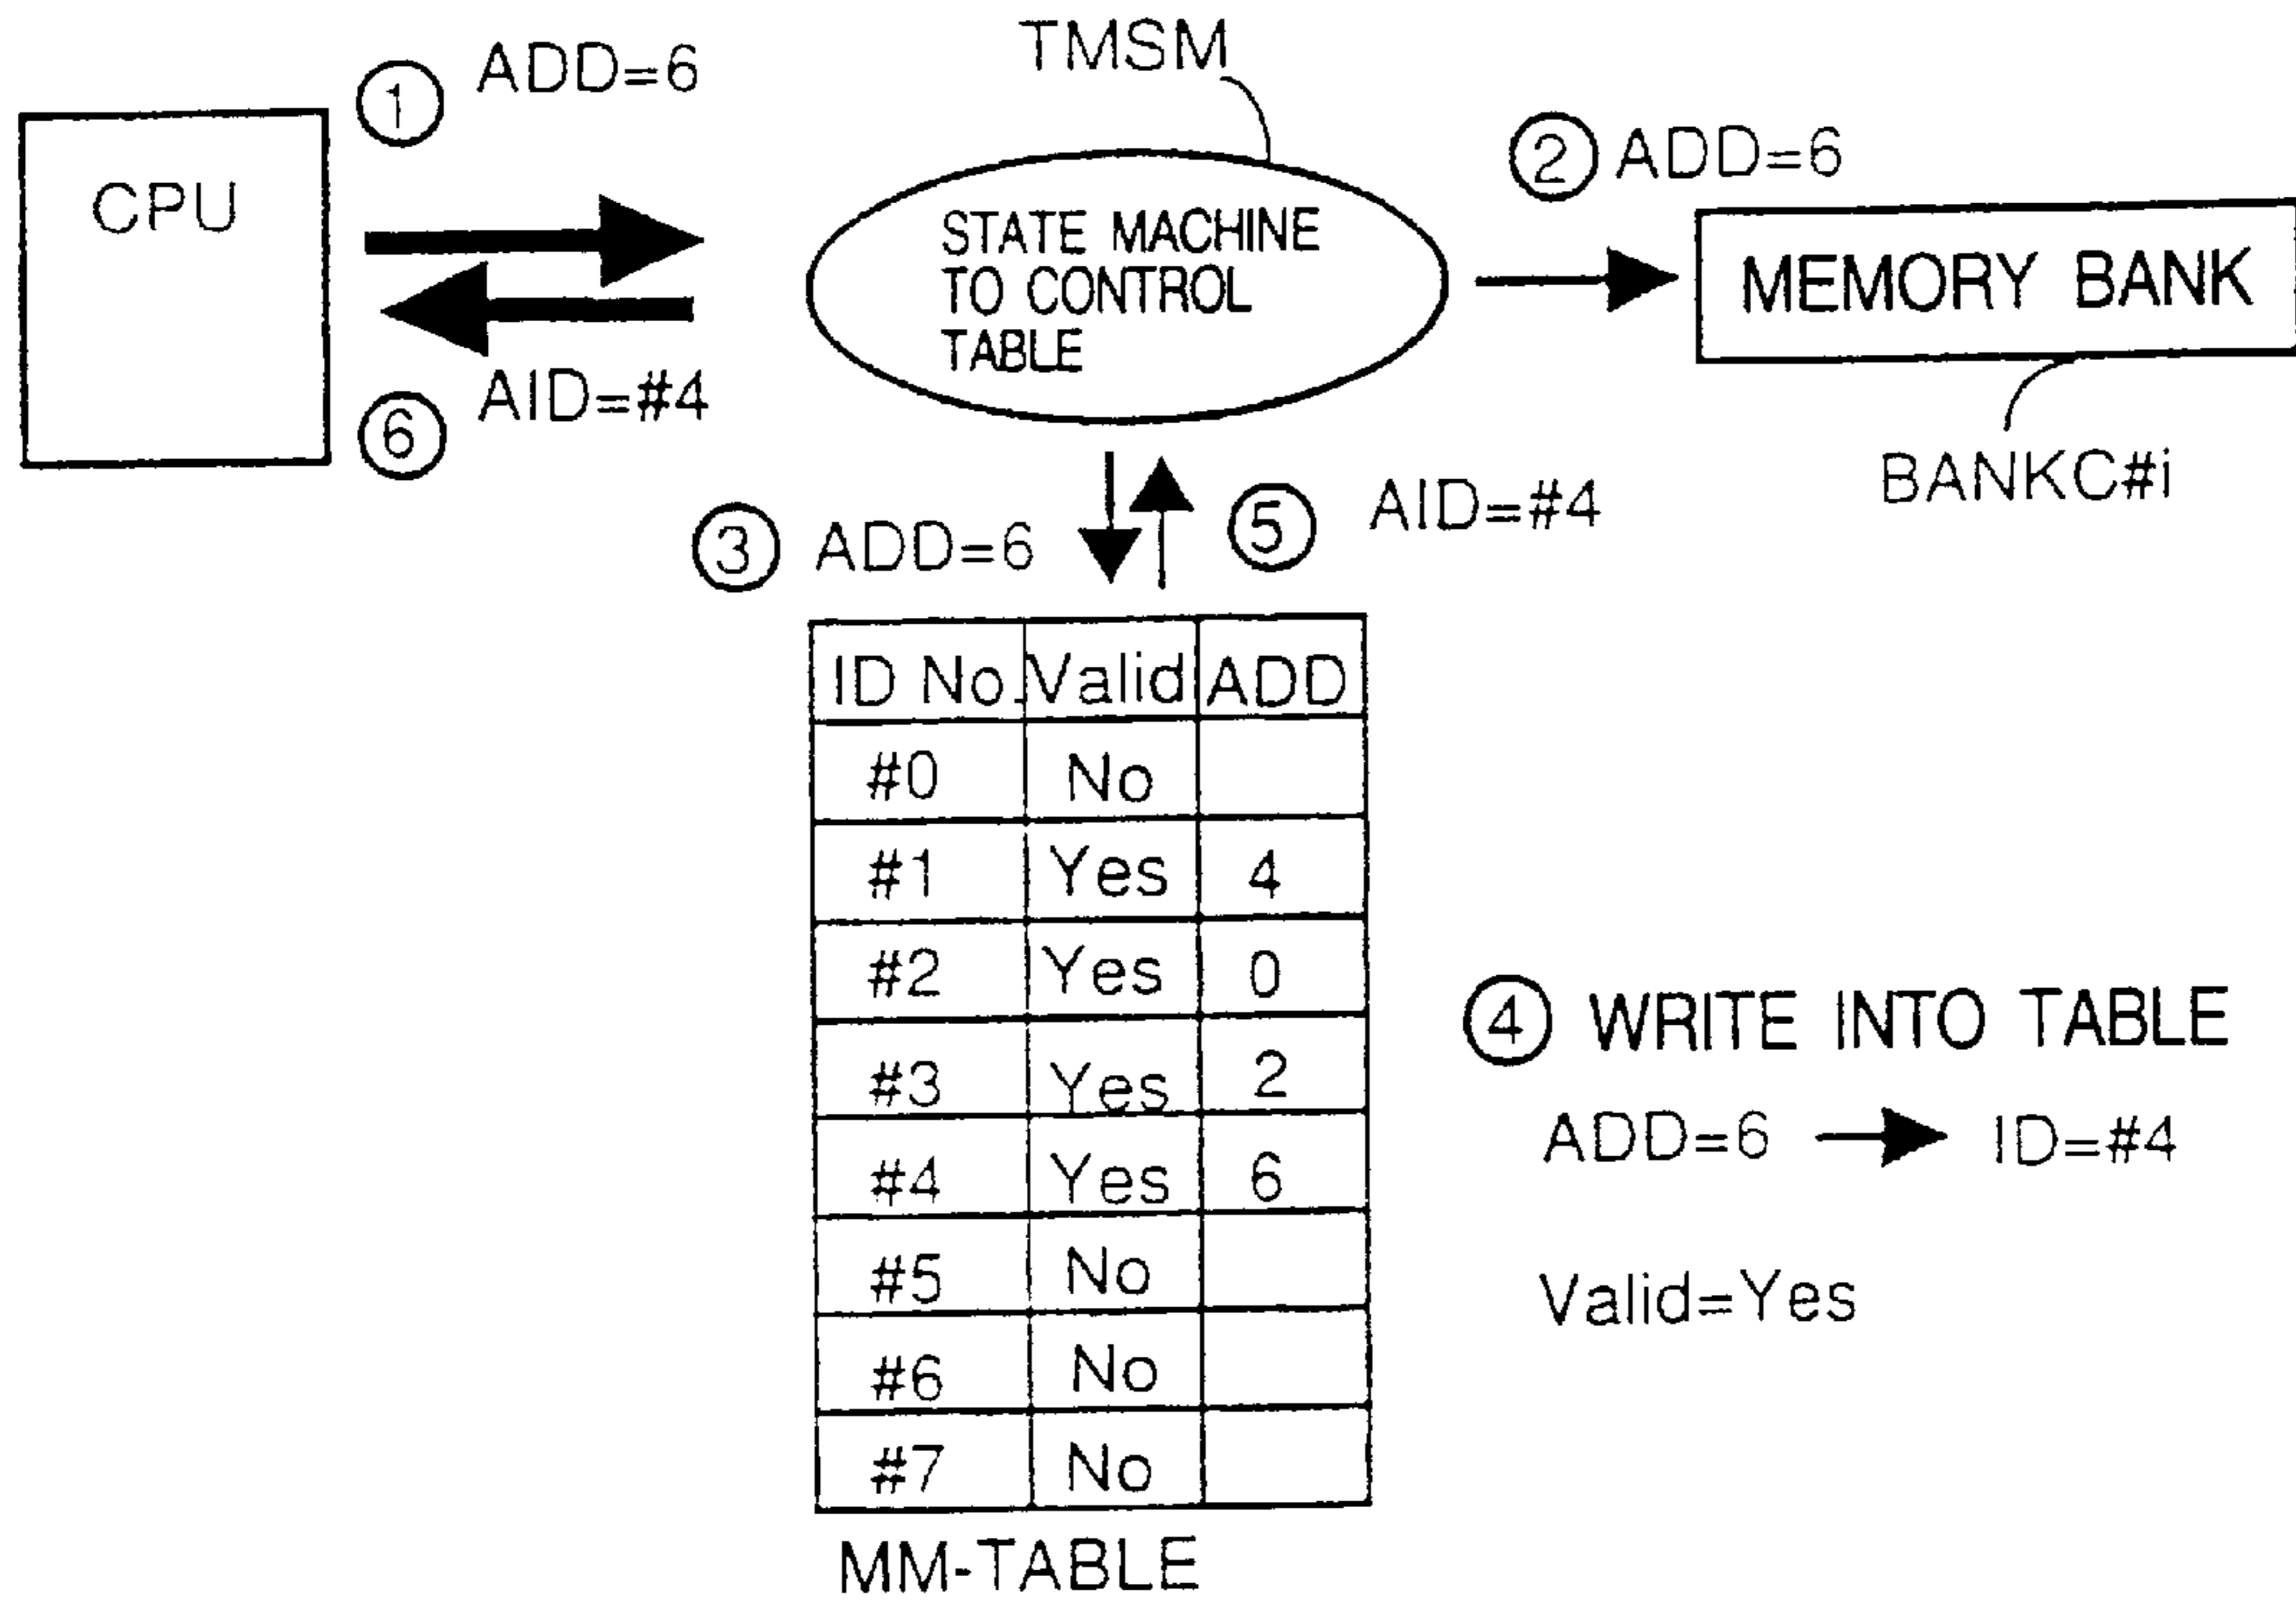 TMSM
① ADD=6
CPU
STATE MACHINE
TO CONTROL
TABLE
② ADD=6
MEMORY BANK
BANKC#i
⑥ AID=#4
③ ADD=6
⑤ AID=#4
ID No. Valid ADD
#0 No
#1 Yes 4
#2 Yes 0
#3 Yes 2
#4 Yes 6
#5 No
#6 No
#7 No
MM-TABLE
④ WRITE INTO TABLE
ADD=6 → ID=#4
Valid=Yes